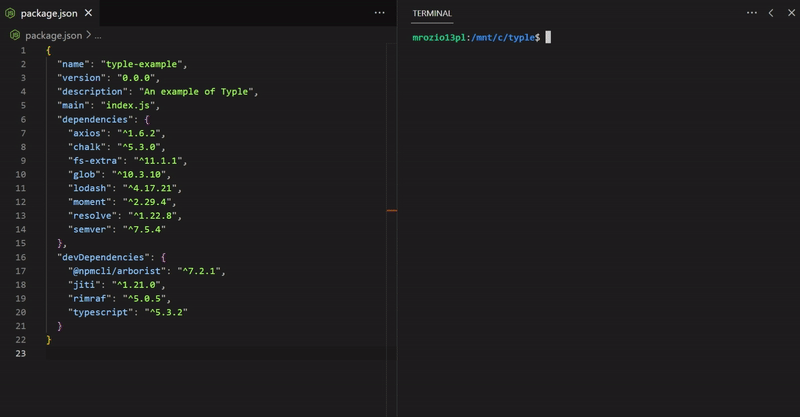 package.json
package.json > ...
1 {
2 "name": "typle-example",
3 "version": "0.0.0",
4 "description": "An example of Typle",
5 "main": "index.js",
6 "dependencies": {
7 "axios": "^1.6.2",
8 "chalk": "^5.3.0",
9 "fs-extra": "^11.1.1",
10 "glob": "^10.3.10",
11 "lodash": "^4.17.21",
12 "moment": "^2.29.4",
13 "resolve": "^1.22.8",
14 "semver": "^7.5.4"
15 },
16 "devDependencies": {
17 "@npmcli/arborist": "^7.2.1",
18 "jiti": "^1.21.0",
19 "rimraf": "^5.0.5",
20 "typescript": "^5.3.2"
21 }
22 }
23
TERMINAL
mrozio13pl:/mnt/c/typle$